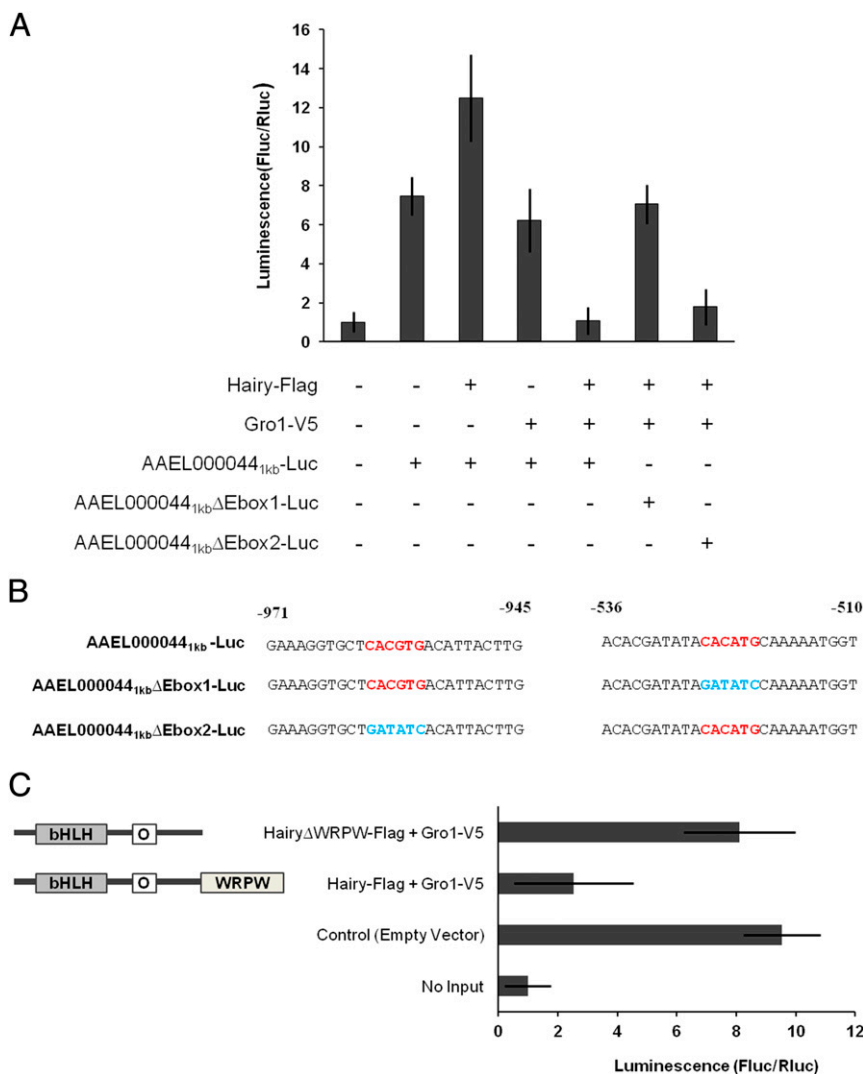 A
Luminescence(Fluc/Rluc)
16
14
12
10
8
6
4
2
0
Hairy-Flag - - + - + + +
Gro1-V5 - - - + + + +
AAEL000044₁ₖb-Luc - + + + + - -
AAEL000044₁ₖbΔEbox1-Luc - - - - - + -
AAEL000044₁ₖbΔEbox2-Luc - - - - - - +
B
-971 -945 -536 -510
AAEL000044₁ₖb-Luc GAAAGGTGCTCACGTGACATTACTTG ACACGATATACACATGCAAAAATGGT
AAEL000044₁ₖbΔEbox1-Luc GAAAGGTGCTCACGTGACATTACTTG ACACGATATAGATATCCAAAAATGGT
AAEL000044₁ₖbΔEbox2-Luc GAAAGGTGCTGATATCACATTACTTG ACACGATATACACATGCAAAAATGGT
C
bHLH O HairyΔWRPW-Flag + Gro1-V5
bHLH O WRPW Hairy-Flag + Gro1-V5
Control (Empty Vector)
No Input
0 2 4 6 8 10 12
Luminescence (Fluc/Rluc)